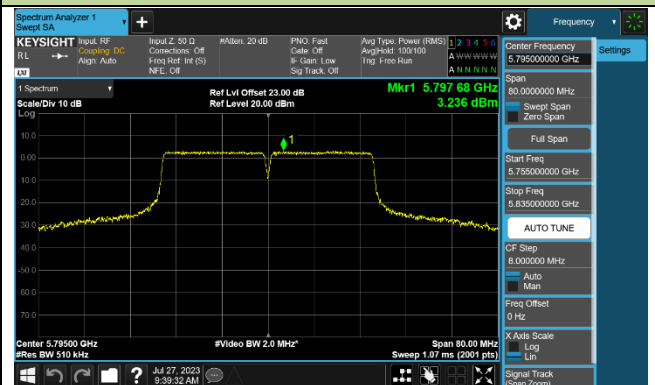 Spectrum Analyzer 1
Swept SA
+
Frequency
KEYSIGHT
RL
LXI
Input: RF
Coupling: DC
Align: Auto
Input Z: 50 Ω
Corrections: Off
Freq Ref: Int (S)
NFE: Off
#Atten: 20 dB
PNO: Fast
Gate: Off
IF Gain: Low
Sig Track: Off
Avg Type: Power (RMS)
Avg|Hold: 100/100
Trig: Free Run
1 2 3 4 5 6
A W W W W W
A N N N N N
Center Frequency
5.795000000 GHz
Settings
Span
80.0000000 MHz
Swept Span
Zero Span
Full Span
Start Freq
5.755000000 GHz
Stop Freq
5.835000000 GHz
AUTO TUNE
CF Step
8.000000 MHz
Auto
Man
Freq Offset
0 Hz
X Axis Scale
Log
Lin
Signal Track
(Span Zoom)
1 Spectrum
Scale/Div 10 dB
Log
Ref Lvl Offset 23.00 dB
Ref Level 20.00 dBm
Mkr1 5.797 68 GHz
3.236 dBm
1
10.0
0.00
-10.0
-20.0
-30.0
-40.0
-50.0
-60.0
-70.0
Center 5.79500 GHz
#Res BW 510 kHz
#Video BW 2.0 MHz*
Span 80.00 MHz
Sweep 1.07 ms (2001 pts)
?
Jul 27, 2023
9:39:32 AM